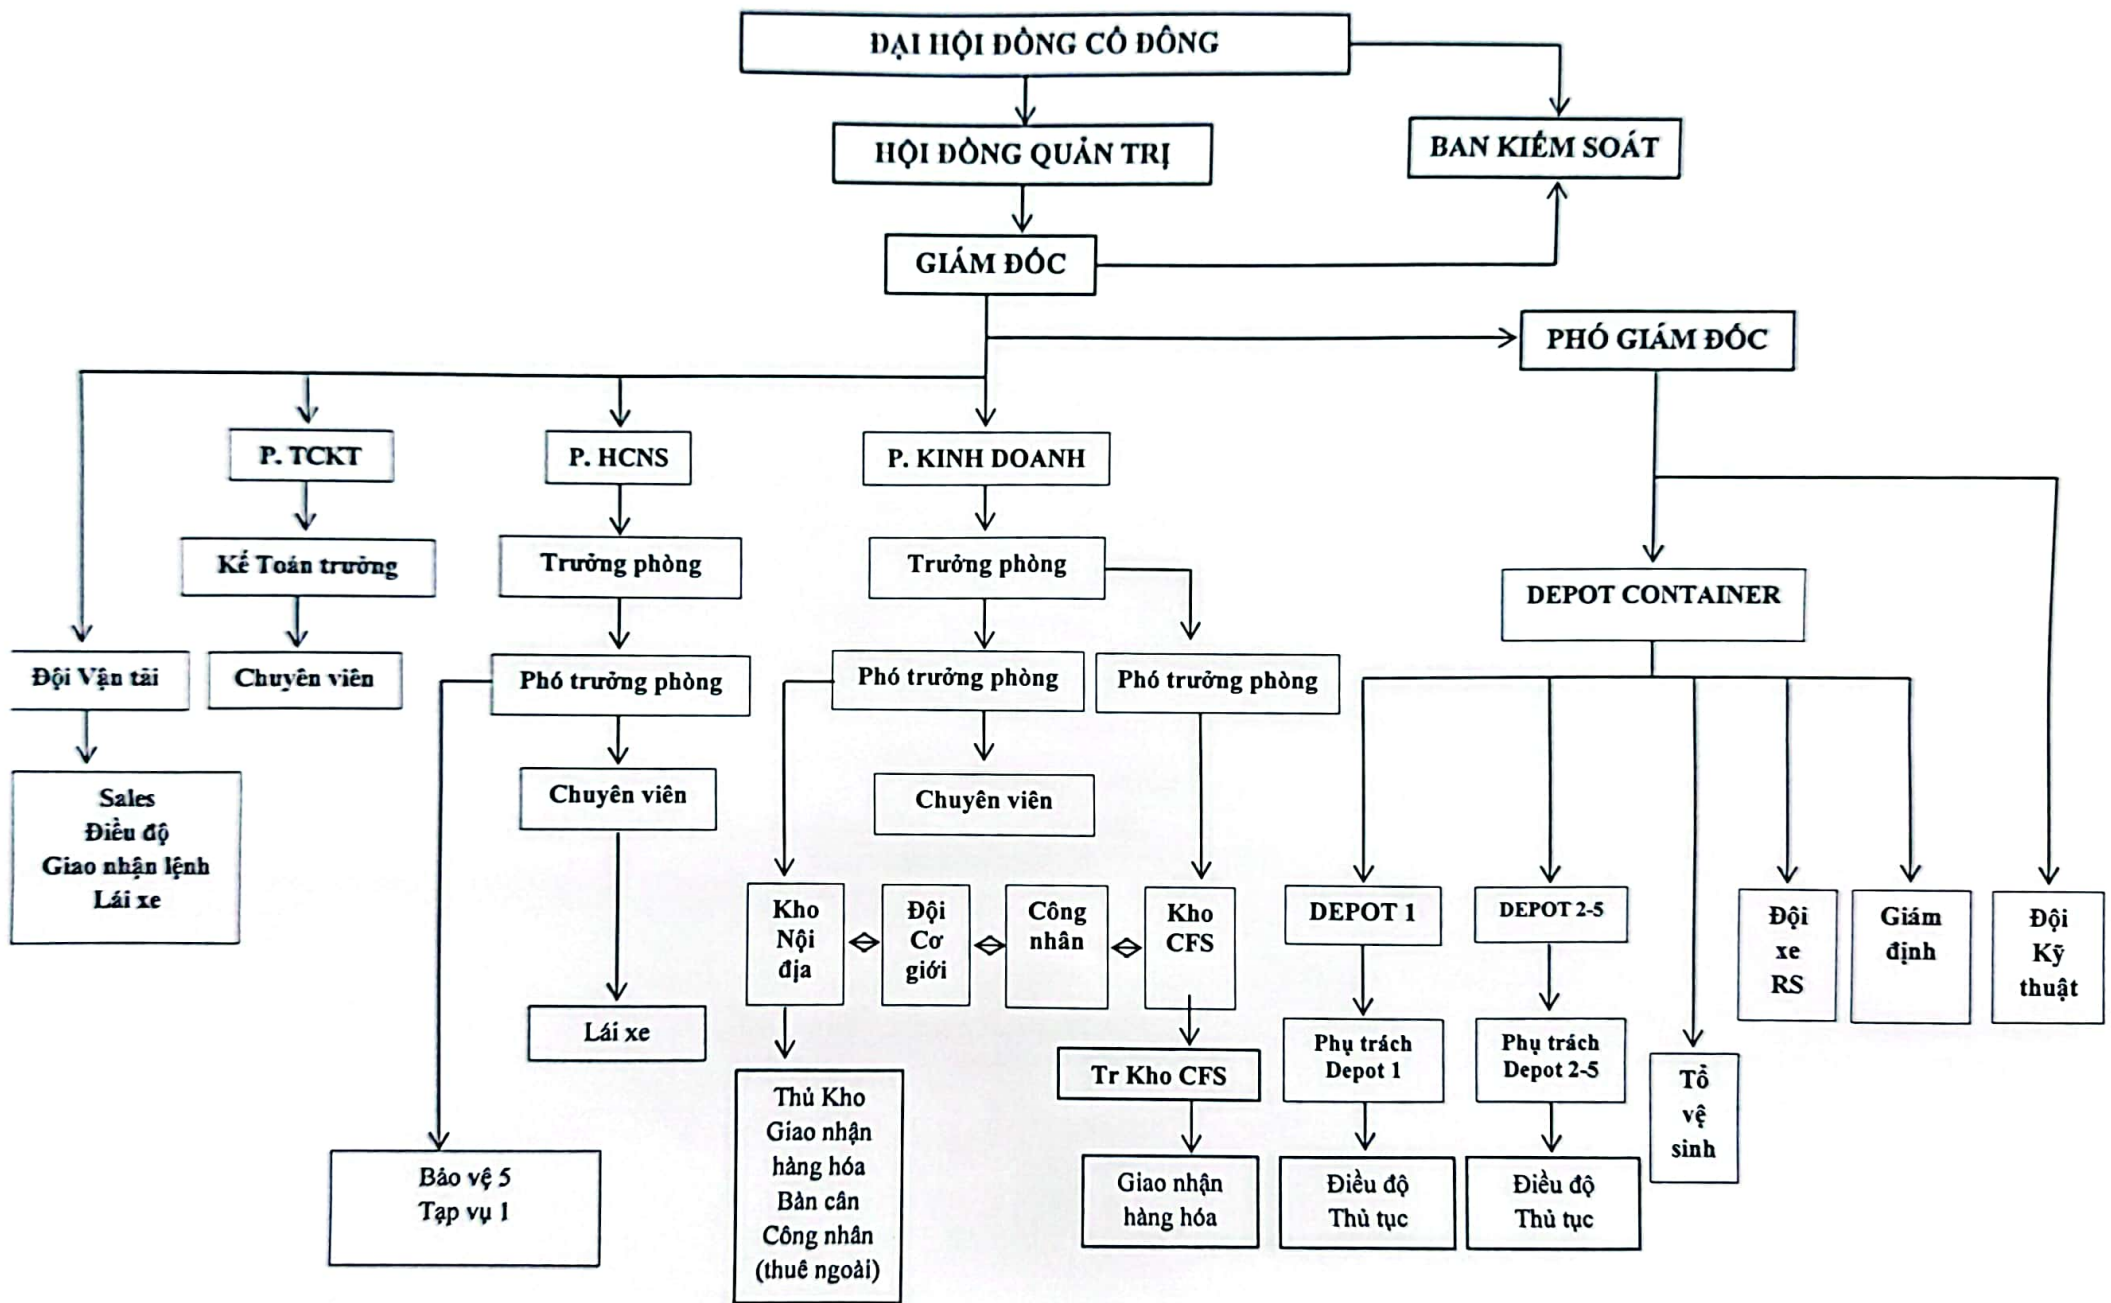 ĐẠI HỘI ĐỒNG CỔ ĐÔNG
HỘI ĐỒNG QUẢN TRỊ
BAN KIỂM SOÁT
GIÁM ĐỐC
PHÓ GIÁM ĐỐC
P. TCKT
P. HCNS
P. KINH DOANH
Kế Toán trưởng
Trưởng phòng
Trưởng phòng
DEPOT CONTAINER
Đội Vận tải
Chuyên viên
Phó trưởng phòng
Phó trưởng phòng
Phó trưởng phòng
Sales
Điều độ
Giao nhận lệnh
Lái xe
Chuyên viên
Chuyên viên
Kho
Nội
địa
Đội
Cơ
giới
Công
nhân
Kho
CFS
DEPOT 1
DEPOT 2-5
Đội
xe
RS
Giám
định
Đội
Kỹ
thuật
Lái xe
Tr Kho CFS
Phụ trách
Depot 1
Phụ trách
Depot 2-5
Tổ
vệ
sinh
Bảo vệ 5
Tạp vụ 1
Thủ Kho
Giao nhận
hàng hóa
Bàn cân
Công nhân
(thuê ngoài)
Giao nhận
hàng hóa
Điều độ
Thủ tục
Điều độ
Thủ tục